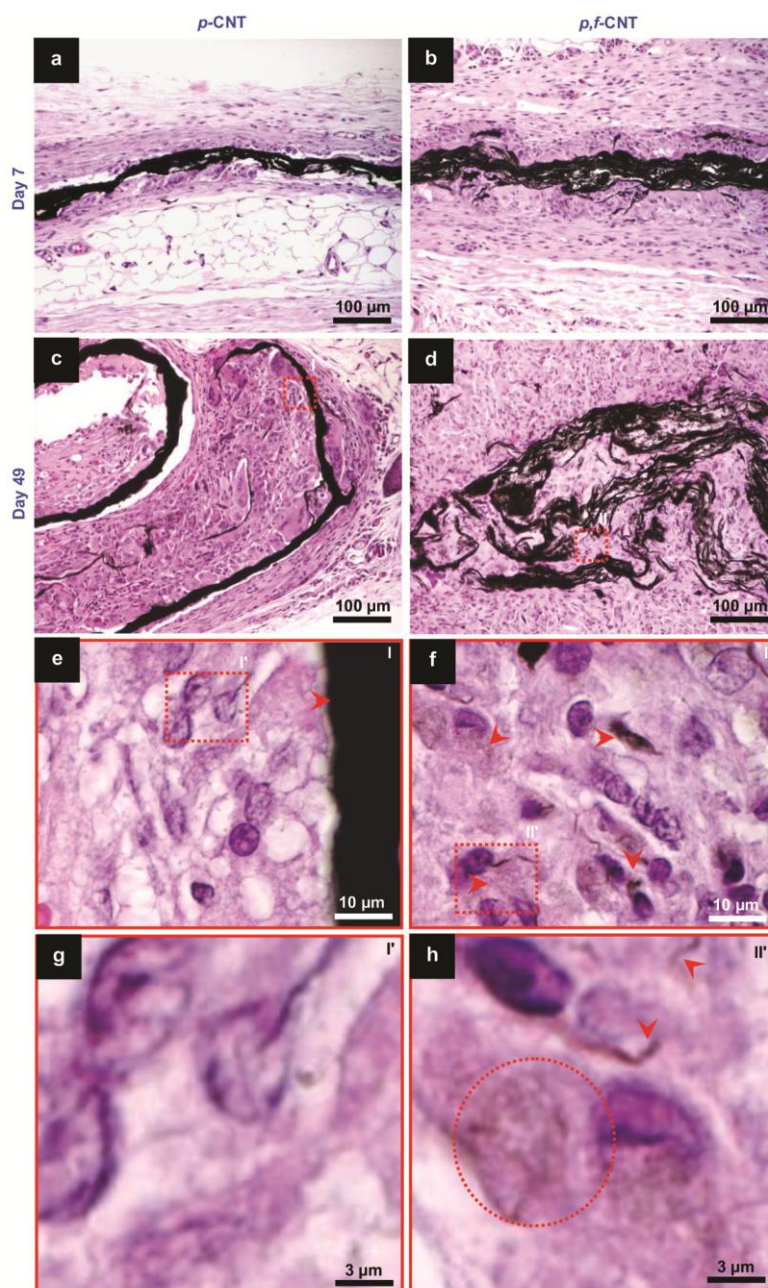 p-CNT
p,f-CNT
a
b
Day 7
100 µm
100 µm
c
d
Day 49
100 µm
100 µm
e
I'
I
f
I
II'
10 µm
10 µm
g
I'
h
II'
3 µm
3 µm